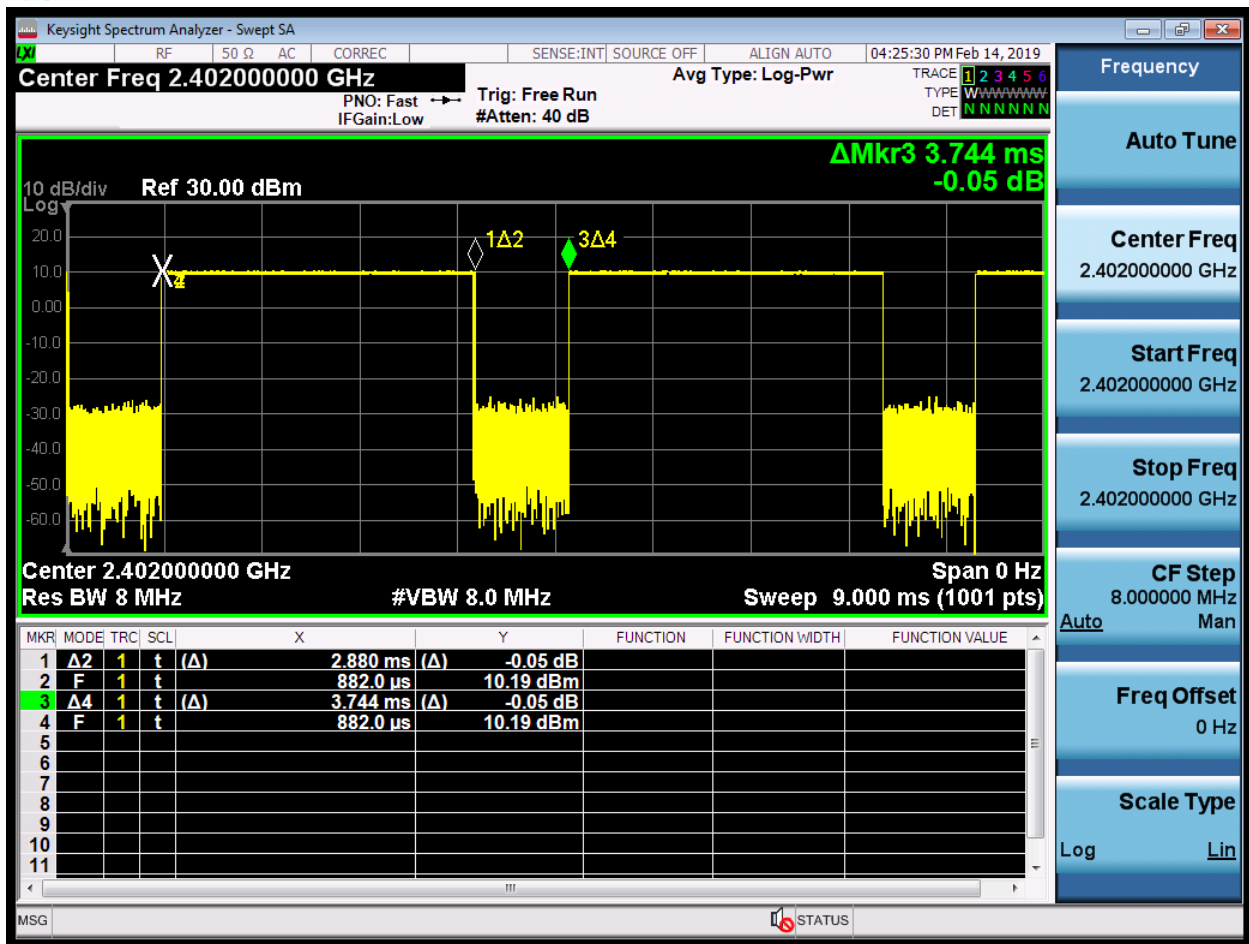 Keysight Spectrum Analyzer - Swept SA
LXI RF 50 Ω AC CORREC SENSE:INT SOURCE OFF ALIGN AUTO 04:25:30 PM Feb 14, 2019
Center Freq 2.402000000 GHz
PNO: Fast
IFGain:Low
Trig: Free Run
#Atten: 40 dB
Avg Type: Log-Pwr
TRACE 1 2 3 4 5 6
TYPE WWWWWW
DET N N N N N N
ΔMkr3 3.744 ms
-0.05 dB
10 dB/div Ref 30.00 dBm
Log
20.0
10.0
0.00
-10.0
-20.0
-30.0
-40.0
-50.0
-60.0
1Δ2
3Δ4
4
Center 2.402000000 GHz Span 0 Hz
Res BW 8 MHz #VBW 8.0 MHz Sweep 9.000 ms (1001 pts)
MKR MODE TRC SCL X Y FUNCTION FUNCTION WIDTH FUNCTION VALUE
1 Δ2 1 t (Δ) 2.880 ms (Δ) -0.05 dB
2 F 1 t 882.0 µs 10.19 dBm
3 Δ4 1 t (Δ) 3.744 ms (Δ) -0.05 dB
4 F 1 t 882.0 µs 10.19 dBm
5
6
7
8
9
10
11
MSG STATUS
Frequency
Auto Tune
Center Freq
2.402000000 GHz
Start Freq
2.402000000 GHz
Stop Freq
2.402000000 GHz
CF Step
8.000000 MHz
Auto Man
Freq Offset
0 Hz
Scale Type
Log Lin